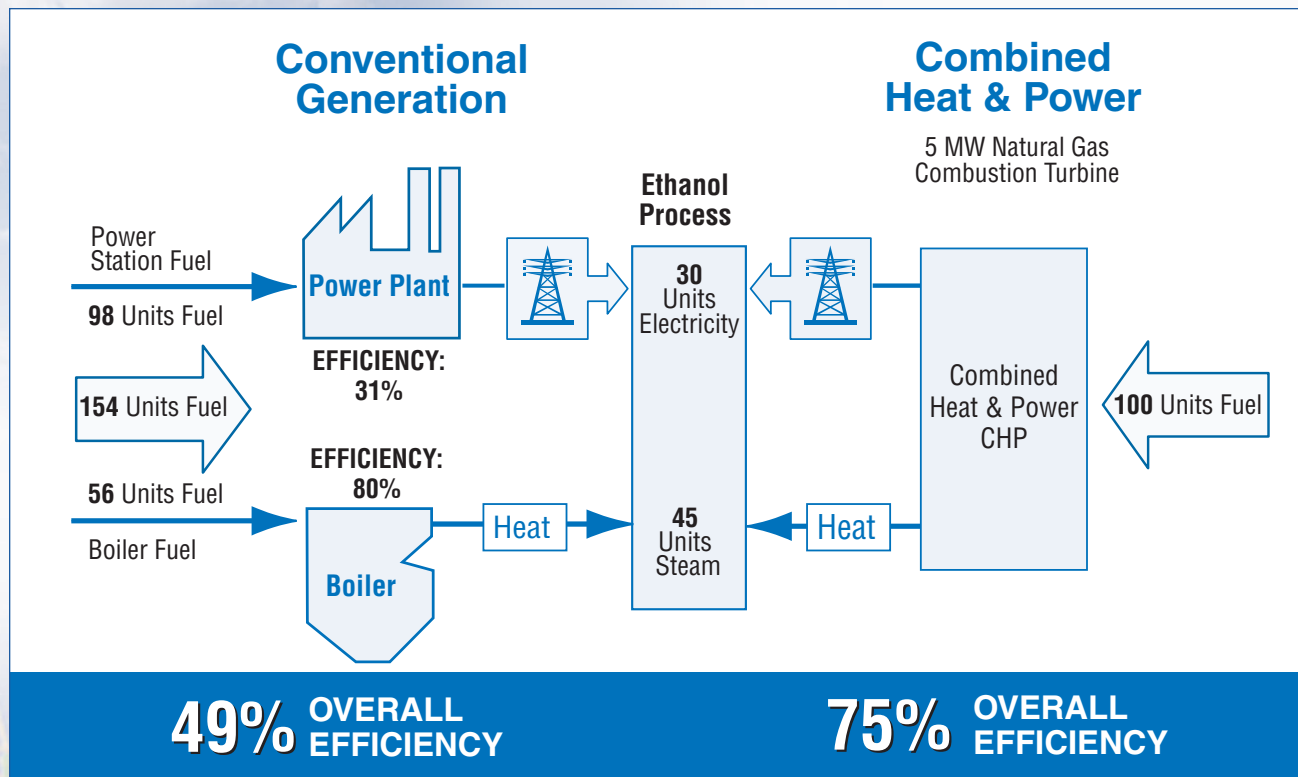 Conventional
Generation
Combined
Heat & Power
5 MW Natural Gas
Combustion Turbine
Ethanol
Process
Power
Station Fuel
98 Units Fuel
Power Plant
EFFICIENCY:
31%
30
Units
Electricity
154 Units Fuel
Combined
Heat & Power
CHP
100 Units Fuel
EFFICIENCY:
80%
56 Units Fuel
Boiler Fuel
Boiler
Heat
45
Units
Steam
Heat
49% OVERALL
EFFICIENCY
75% OVERALL
EFFICIENCY